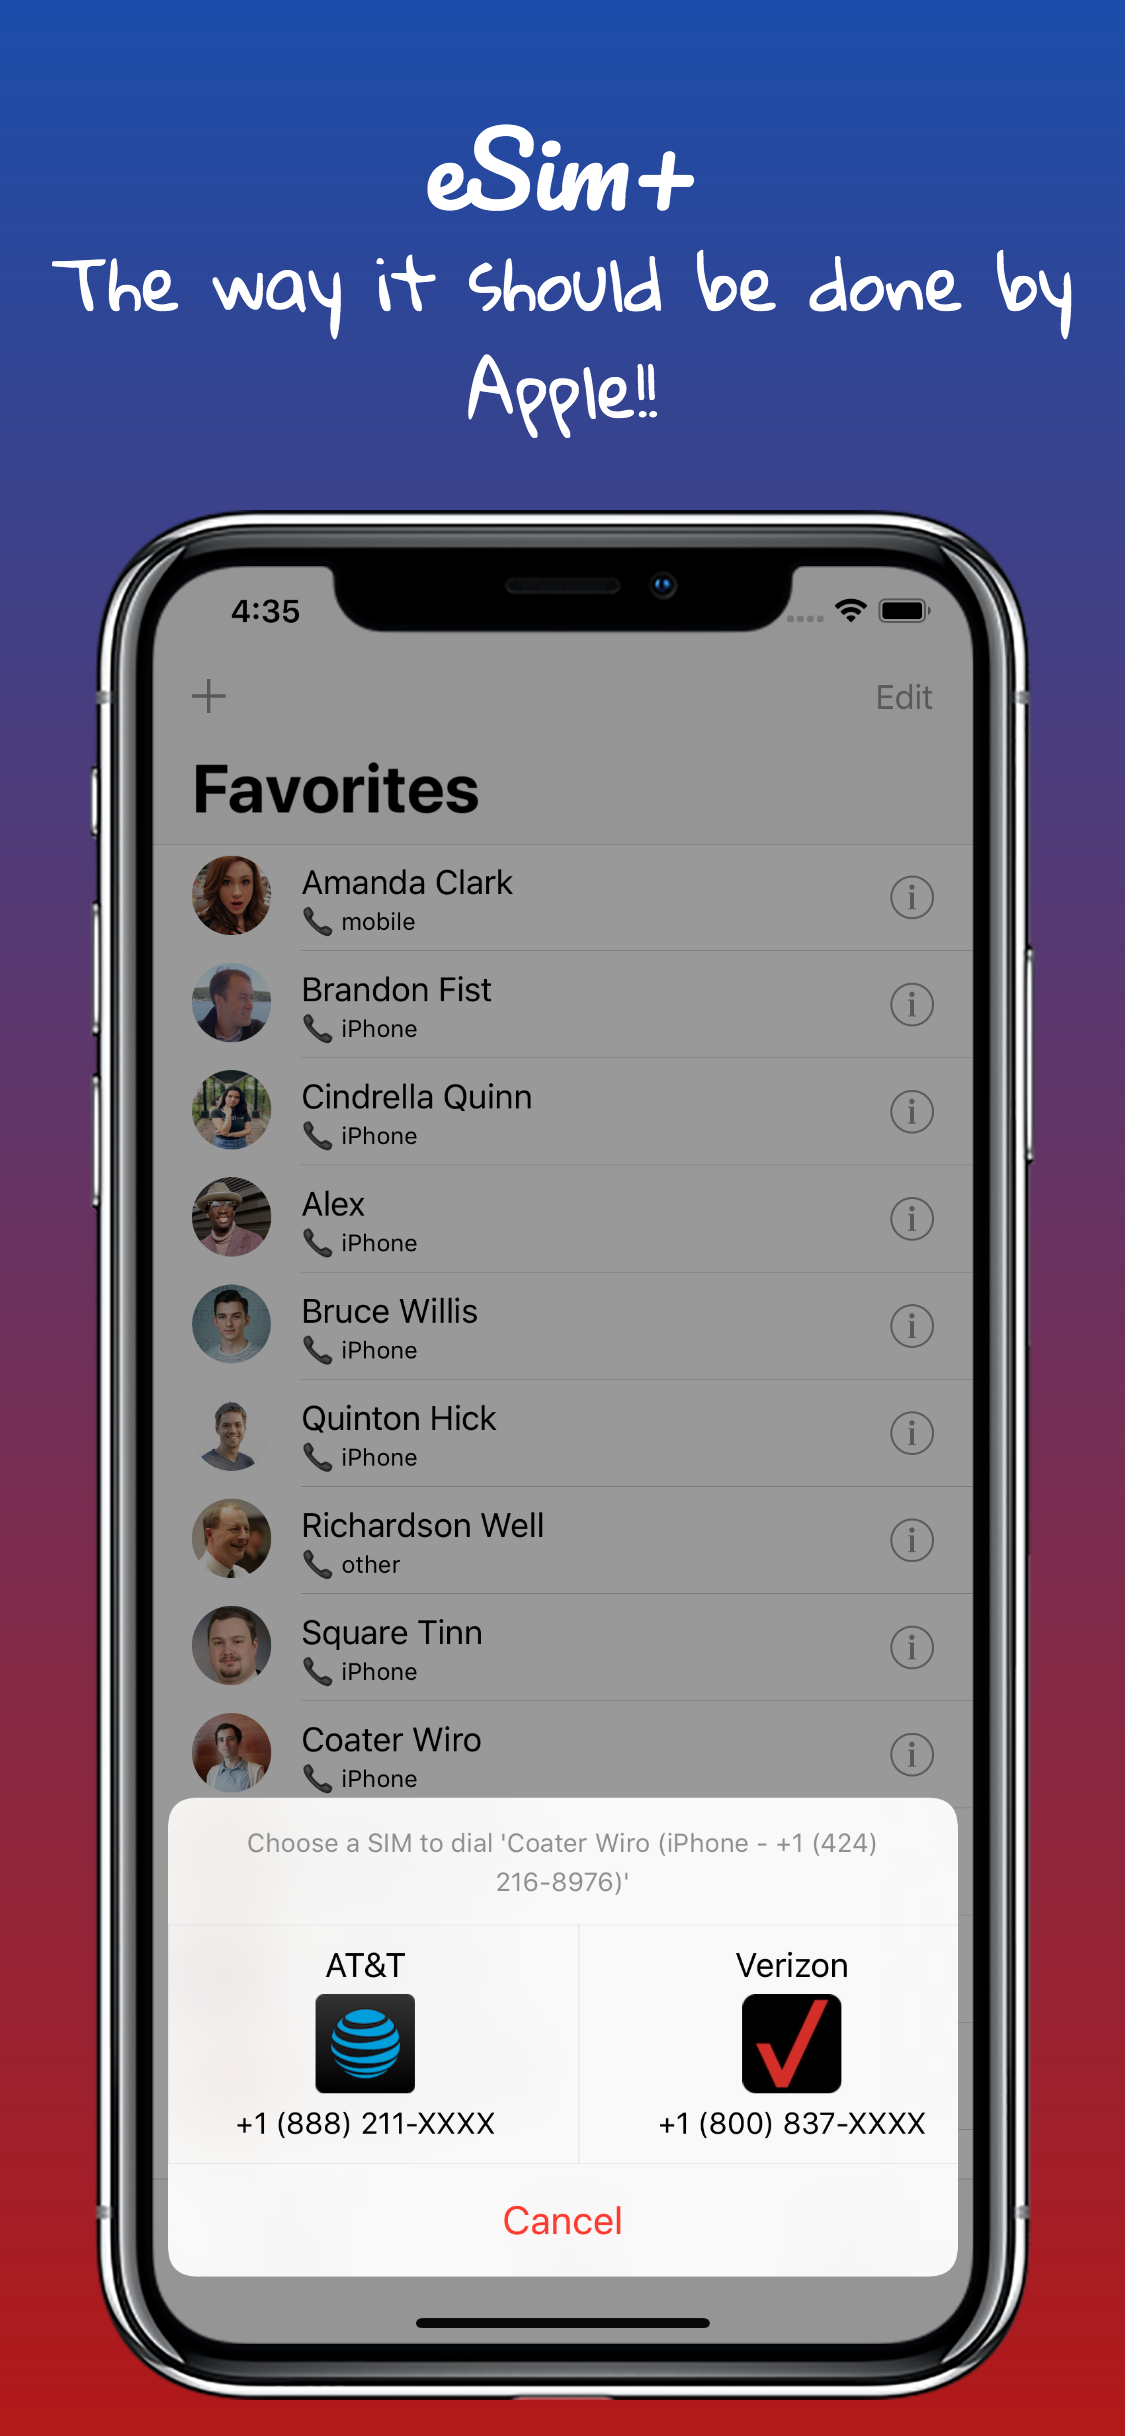 eSim+
The way it should be done by
Apple!!
4:35
Edit
Favorites
Amanda Clark
mobile
Brandon Fist
iPhone
Cindrella Quinn
iPhone
Alex
iPhone
Bruce Willis
iPhone
Quinton Hick
iPhone
Richardson Well
other
Square Tinn
iPhone
Coater Wiro
iPhone
Choose a SIM to dial 'Coater Wiro (iPhone - +1 (424)
216-8976)'
AT&T
Verizon
+1 (888) 211-XXXX
+1 (800) 837-XXXX
Cancel